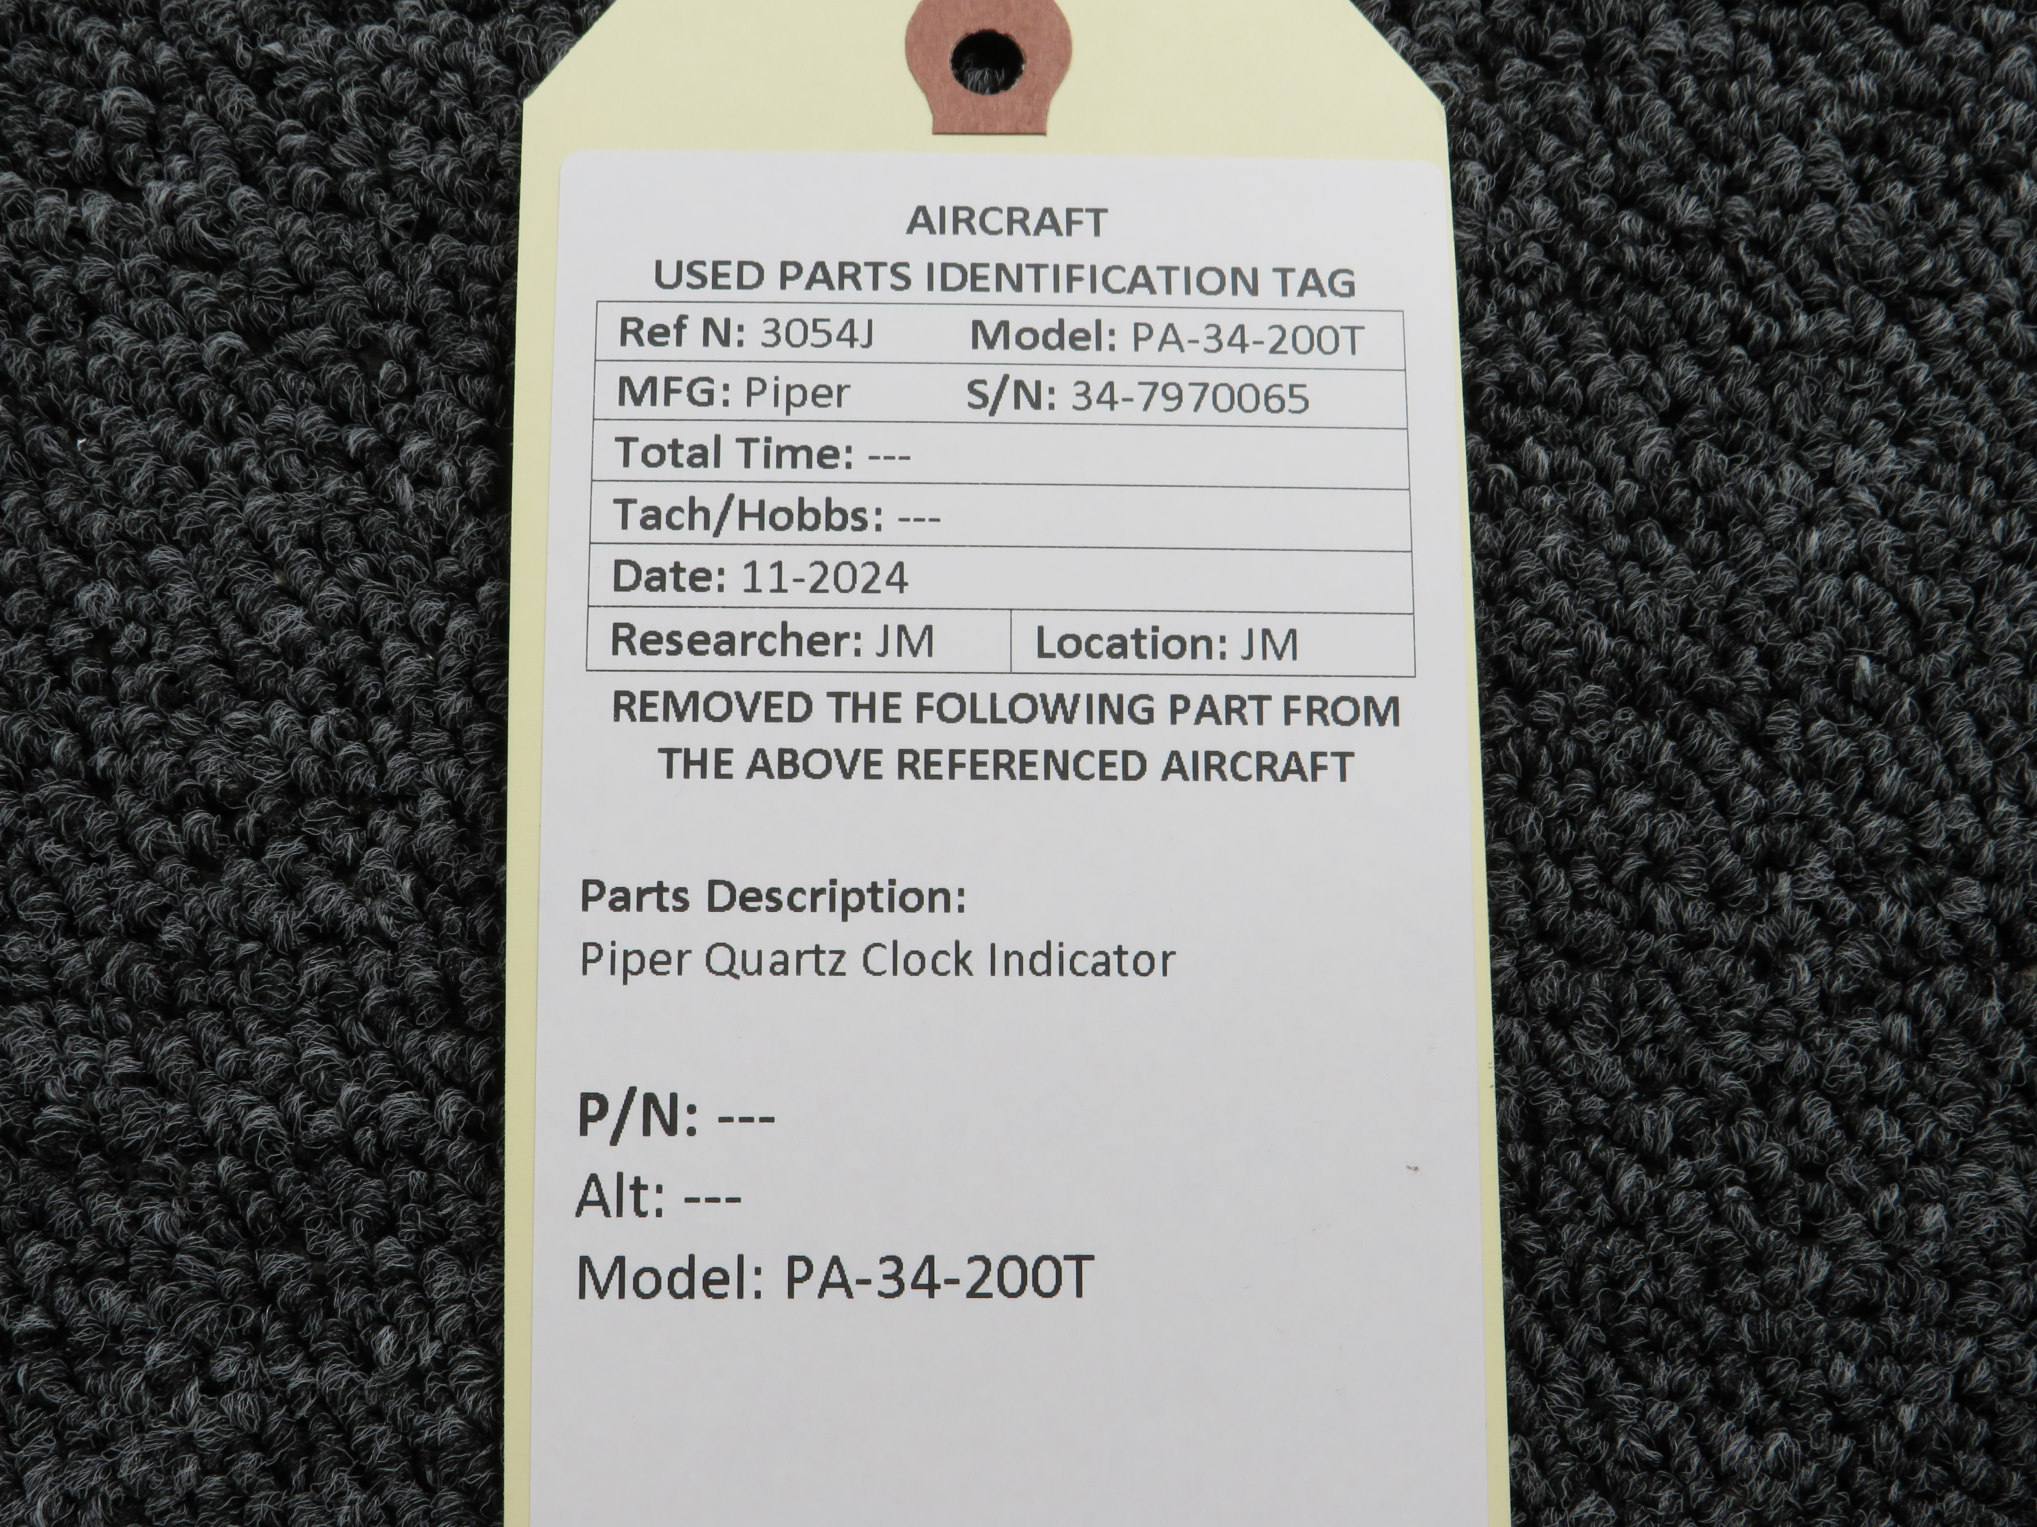 AIRCRAFT
USED PARTS IDENTIFICATION TAG
Ref N: 3054J Model: PA-34-200T
MFG: Piper S/N: 34-7970065
Total Time: ---
Tach/Hobbs: ---
Date: 11-2024
Researcher: JM Location: JM
REMOVED THE FOLLOWING PART FROM
THE ABOVE REFERENCED AIRCRAFT
Parts Description:
Piper Quartz Clock Indicator
P/N: ---
Alt: ---
Model: PA-34-200T